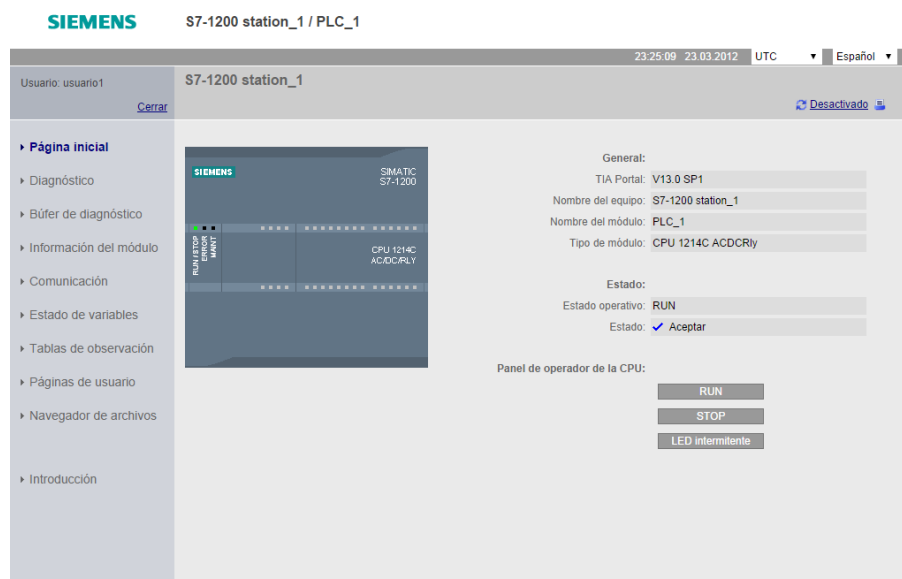 SIEMENS S7-1200 station_1 / PLC_1
23:25:09 23.03.2012 UTC Español
Usuario: usuario1 S7-1200 station_1
Cerrar Desactivado
Página inicial
Diagnóstico
Búfer de diagnóstico
Información del módulo
Comunicación
Estado de variables
Tablas de observación
Páginas de usuario
Navegador de archivos
Introducción
SIEMENS SIMATIC
S7-1200
RUN / STOP
ERROR
MAINT
CPU 1214C
AC/DC/RLY
General:
TIA Portal: V13.0 SP1
Nombre del equipo: S7-1200 station_1
Nombre del módulo: PLC_1
Tipo de módulo: CPU 1214C ACDCRly
Estado:
Estado operativo: RUN
Estado: Aceptar
Panel de operador de la CPU:
RUN
STOP
LED intermitente